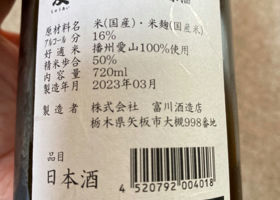 原材料名 米(国産)・米麹(国産米)
アルコール分 16%
好適米 播州愛山100%使用
精米歩合 50%
内容量 720ml
製造年月 2023年03月
製造者 株式会社 富川酒造店
栃木県矢板市大槻998番地
品目
日本酒
4520792004018